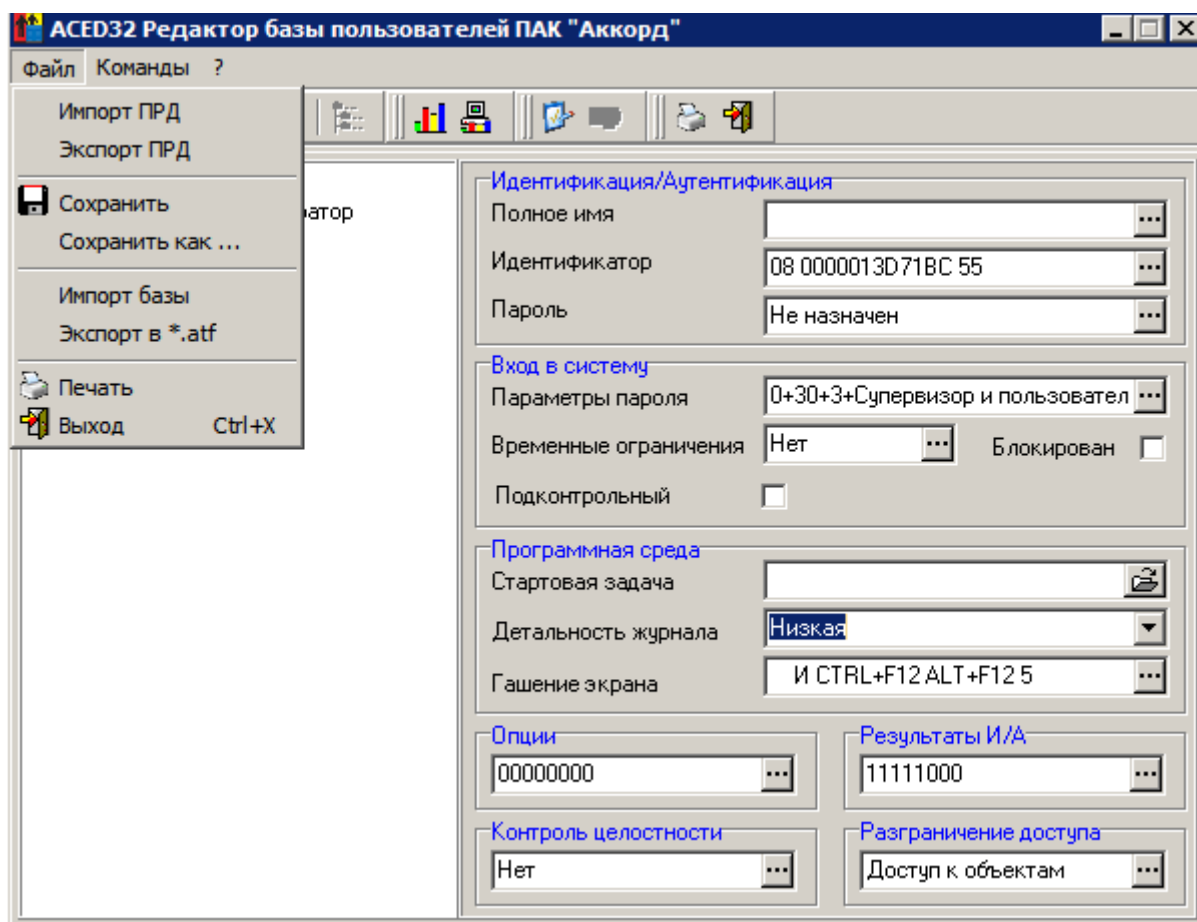 ACED32 Редактор базы пользователей ПАК "Аккорд"
Файл Команды ?
Импорт ПРД
Экспорт ПРД
Сохранить
Сохранить как ...
Импорт базы
Экспорт в *.atf
Печать
Выход Ctrl+X
атор
Идентификация/Аутентификация
Полное имя
Идентификатор 08 0000013D71BC 55
Пароль Не назначен
Вход в систему
Параметры пароля 0+30+3+Супервизор и пользовател
Временные ограничения Нет Блокирован
Подконтрольный
Программная среда
Стартовая задача
Детальность журнала Низкая
Гашение экрана И CTRL+F12 ALT+F12 5
Опции Результаты И/А
00000000 11111000
Контроль целостности Разграничение доступа
Нет Доступ к объектам